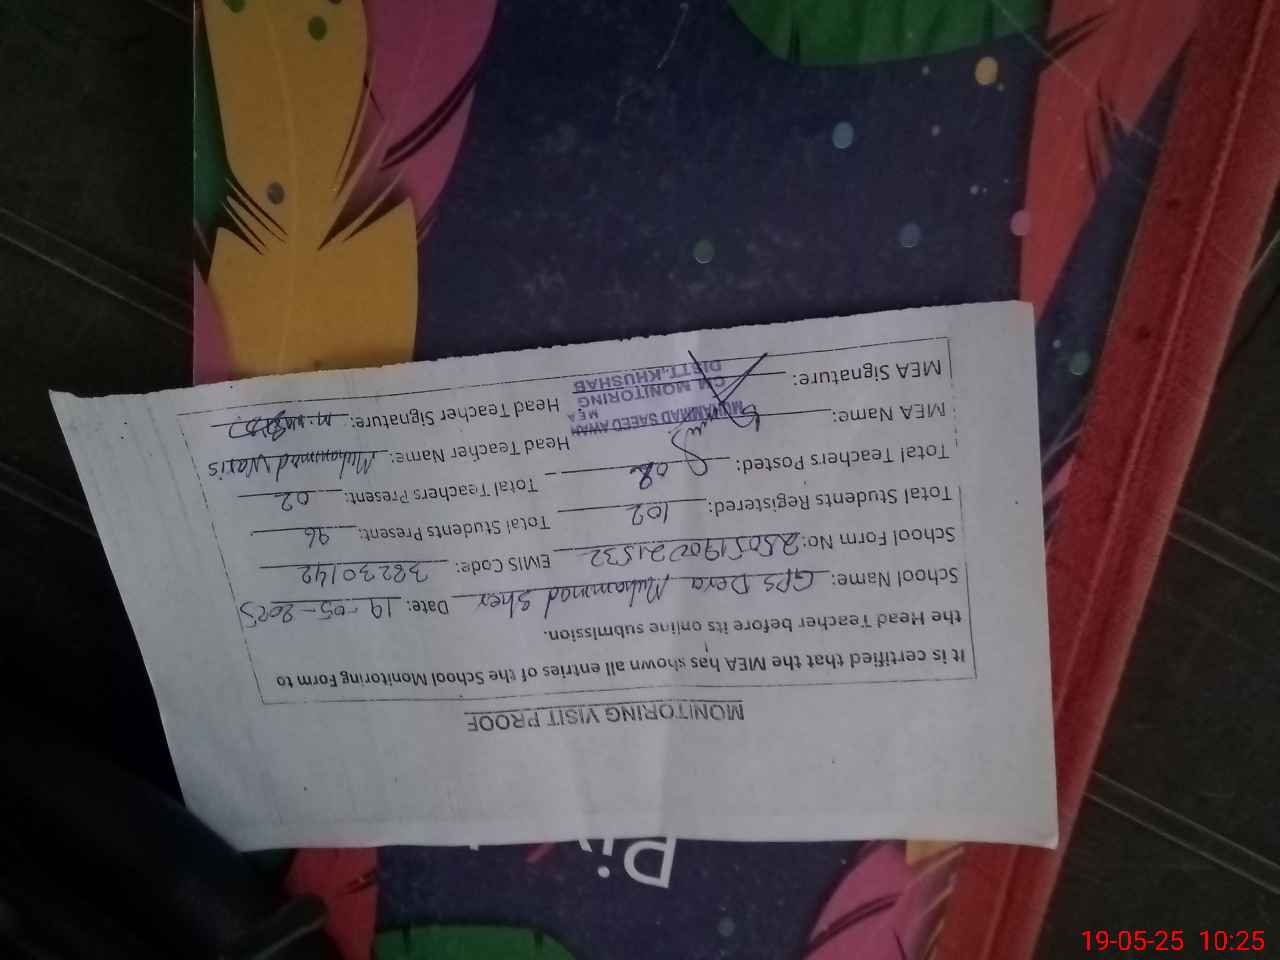 MONITORING VISIT PROOF
It is certified that the MEA has shown all entries of the School Monitoring Form to
the Head Teacher before its online submission.
School Name: GPS Dera Muhammad Sher Date: 19-05-2025
School Form No: 2505190021532 EMIS Code: 38230142
Total Students Registered: 102 Total Students Present: 96
Total Teachers Posted: 02 Total Teachers Present: 02
MEA Name: MUHAMMAD SAEED AWAN Head Teacher Name: Muhammad Waris
MEA
MEA Signature: CM MONITORING Head Teacher Signature:
DISTT. KHUSHAB
19-05-25 10:25